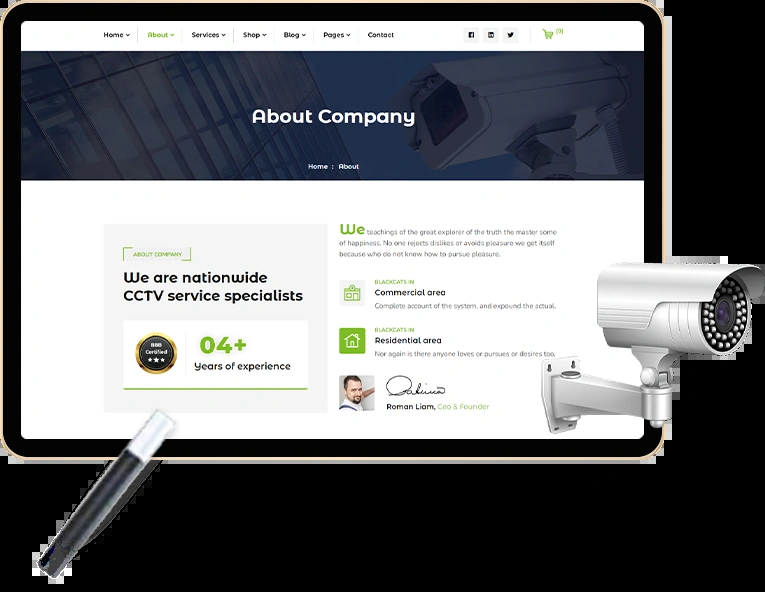 Home About Services Shop Blog Pages Contact [0]
About Company
Home : About
ABOUT COMPANY
We are nationwide
CCTV service specialists
BBB
Certified
04+
Years of experience
We teachings of the great explorer of the truth the master some
of happiness. No one rejects dislikes or avoids pleasure we get itself
because who do not know how to pursue pleasure.
BLACKCATS IN
Commercial area
Complete account of the system, and expound the actual.
BLACKCATS IN
Residential area
Nor again is there anyone loves or pursues or desires too.
Roman Liam, Ceo & Founder